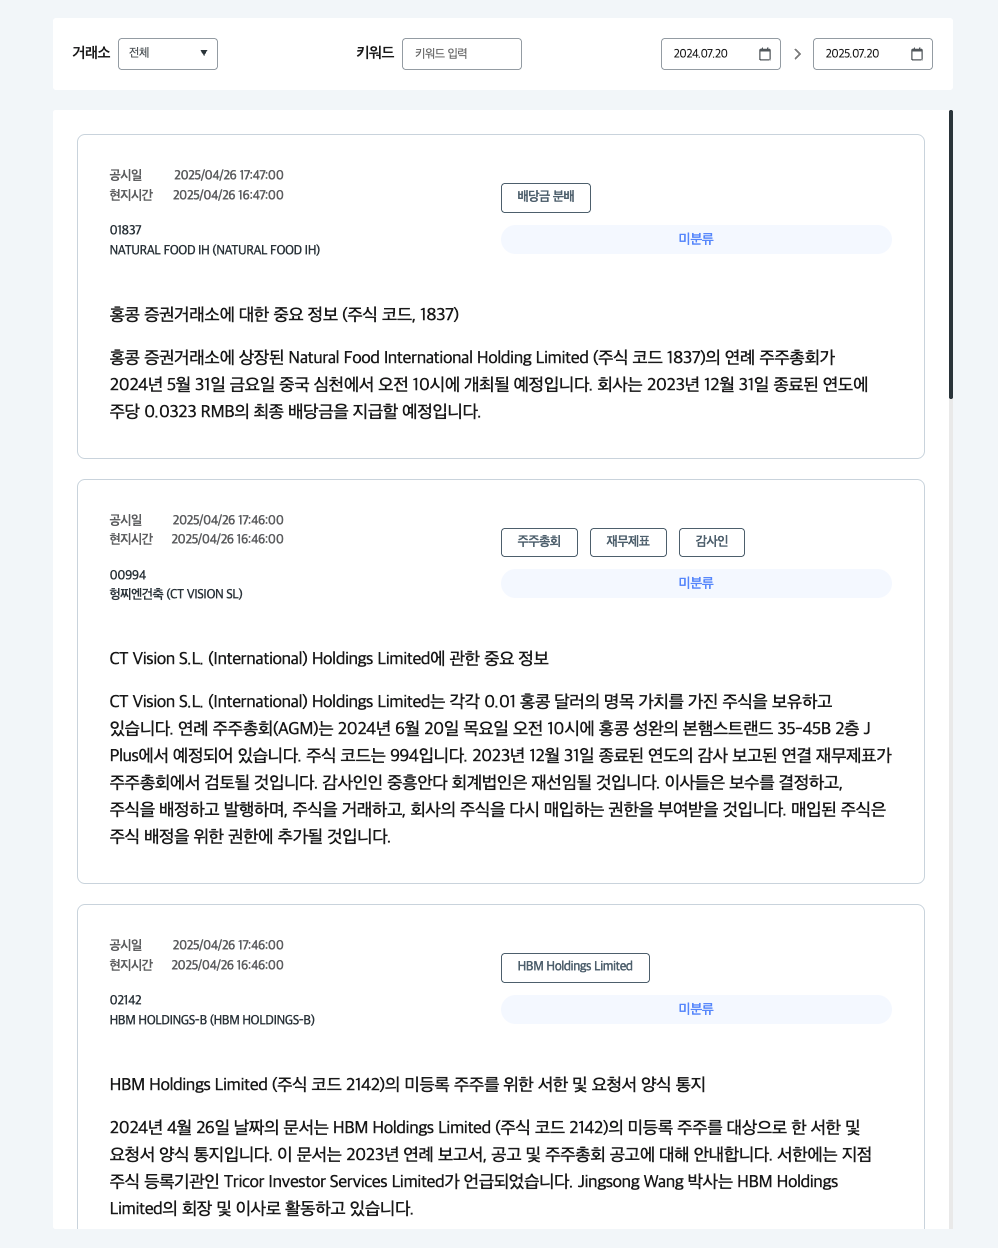 거래소 전체 키워드 키워드 입력 2024.07.20 2025.07.20
공시일 2025/04/26 17:47:00
현지시간 2025/04/26 16:47:00
배당금 분배
01837
NATURAL FOOD IH (NATURAL FOOD IH)
미분류
홍콩 증권거래소에 대한 중요 정보 (주식 코드, 1837)
홍콩 증권거래소에 상장된 Natural Food International Holding Limited (주식 코드 1837)의 연례 주주총회가
2024년 5월 31일 금요일 중국 심천에서 오전 10시에 개최될 예정입니다. 회사는 2023년 12월 31일 종료된 연도에
주당 0.0323 RMB의 최종 배당금을 지급할 예정입니다.
공시일 2025/04/26 17:46:00
현지시간 2025/04/26 16:46:00
주주총회 재무제표 감사인
00994
헝찌엔건축 (CT VISION SL)
미분류
CT Vision S.L. (International) Holdings Limited에 관한 중요 정보
CT Vision S.L. (International) Holdings Limited는 각각 0.01 홍콩 달러의 명목 가치를 가진 주식을 보유하고
있습니다. 연례 주주총회(AGM)는 2024년 6월 20일 목요일 오전 10시에 홍콩 성완의 본햄스트랜드 35-45B 2층 J
Plus에서 예정되어 있습니다. 주식 코드는 994입니다. 2023년 12월 31일 종료된 연도의 감사 보고된 연결 재무제표가
주주총회에서 검토될 것입니다. 감사인인 중흥안다 회계법인은 재선임될 것입니다. 이사들은 보수를 결정하고,
주식을 배정하고 발행하며, 주식을 거래하고, 회사의 주식을 다시 매입하는 권한을 부여받을 것입니다. 매입된 주식은
주식 배정을 위한 권한에 추가될 것입니다.
공시일 2025/04/26 17:46:00
현지시간 2025/04/26 16:46:00
HBM Holdings Limited
02142
HBM HOLDINGS-B (HBM HOLDINGS-B)
미분류
HBM Holdings Limited (주식 코드 2142)의 미등록 주주를 위한 서한 및 요청서 양식 통지
2024년 4월 26일 날짜의 문서는 HBM Holdings Limited (주식 코드 2142)의 미등록 주주를 대상으로 한 서한 및
요청서 양식 통지입니다. 이 문서는 2023년 연례 보고서, 공고 및 주주총회 공고에 대해 안내합니다. 서한에는 지점
주식 등록기관인 Tricor Investor Services Limited가 언급되었습니다. Jingsong Wang 박사는 HBM Holdings
Limited의 회장 및 이사로 활동하고 있습니다.